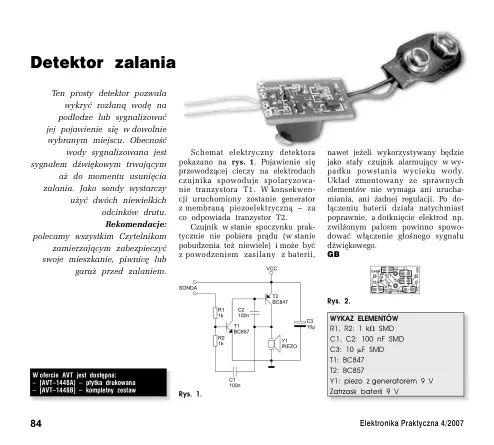 Detektor zalania
Ten prosty detektor pozwala
wykryć rozlaną wodę na
podłodze lub sygnalizować
jej pojawienie się w dowolnie
wybranym miejscu. Obecność
wody sygnalizowana jest
sygnałem dźwiękowym trwającym
aż do momentu usunięcia
zalania. Jako sondy wystarczy
użyć dwóch niewielkich
odcinków drutu.
Rekomendacje:
polecamy wszystkim Czytelnikom
zamierzającym zabezpieczyć
swoje mieszkanie, piwnicę lub
garaż przed zalaniem.
W ofercie AVT jest dostępna:
– [AVT–1448A] – płytka drukowana
– [AVT–1448B] – kompletny zestaw
Schemat elektryczny detektora
pokazano na rys. 1. Pojawienie się
przewodzącej cieczy na elektrodach
czujnika spowoduje spolaryzowa-
nie tranzystora T1. W konsekwen-
cji uruchomiony zostanie generator
z membraną piezoelektryczną – za
co odpowiada tranzystor T2.
Czujnik w stanie spoczynku prak-
tycznie nie pobiera prądu (w stanie
pobudzenia też niewiele) i może być
z powodzeniem zasilany z baterii,
nawet jeżeli wykorzystywany będzie
jako stały czujnik alarmujący w wy-
padku powstania wycieku wody.
Układ zmontowany ze sprawnych
elementów nie wymaga ani urucha-
miania, ani żadnej regulacji. Po do-
łączeniu baterii działa natychmiast
poprawnie, a dotknięcie elektrod np.
zwilżonym palcem powinno spowo-
dować włączenie głośnego sygnału
dźwiękowego.
GB
VCC
SONDA
R1
1k
C2
100n
T2
BC847
T1
BC857
R2
1k
Y1
PIEZO
C3
10µ
C1
100n
Rys. 1.
Rys. 2.
WYKAZ ELEMENTÓW
R1, R2: 1 kΩ SMD
C1, C2: 100 nF SMD
C3: 10 µF SMD
T1: BC847
T2: BC857
Y1: piezo z generatorem 9 V
Zatrzask baterii 9 V
84
Elektronika Praktyczna 4/2007